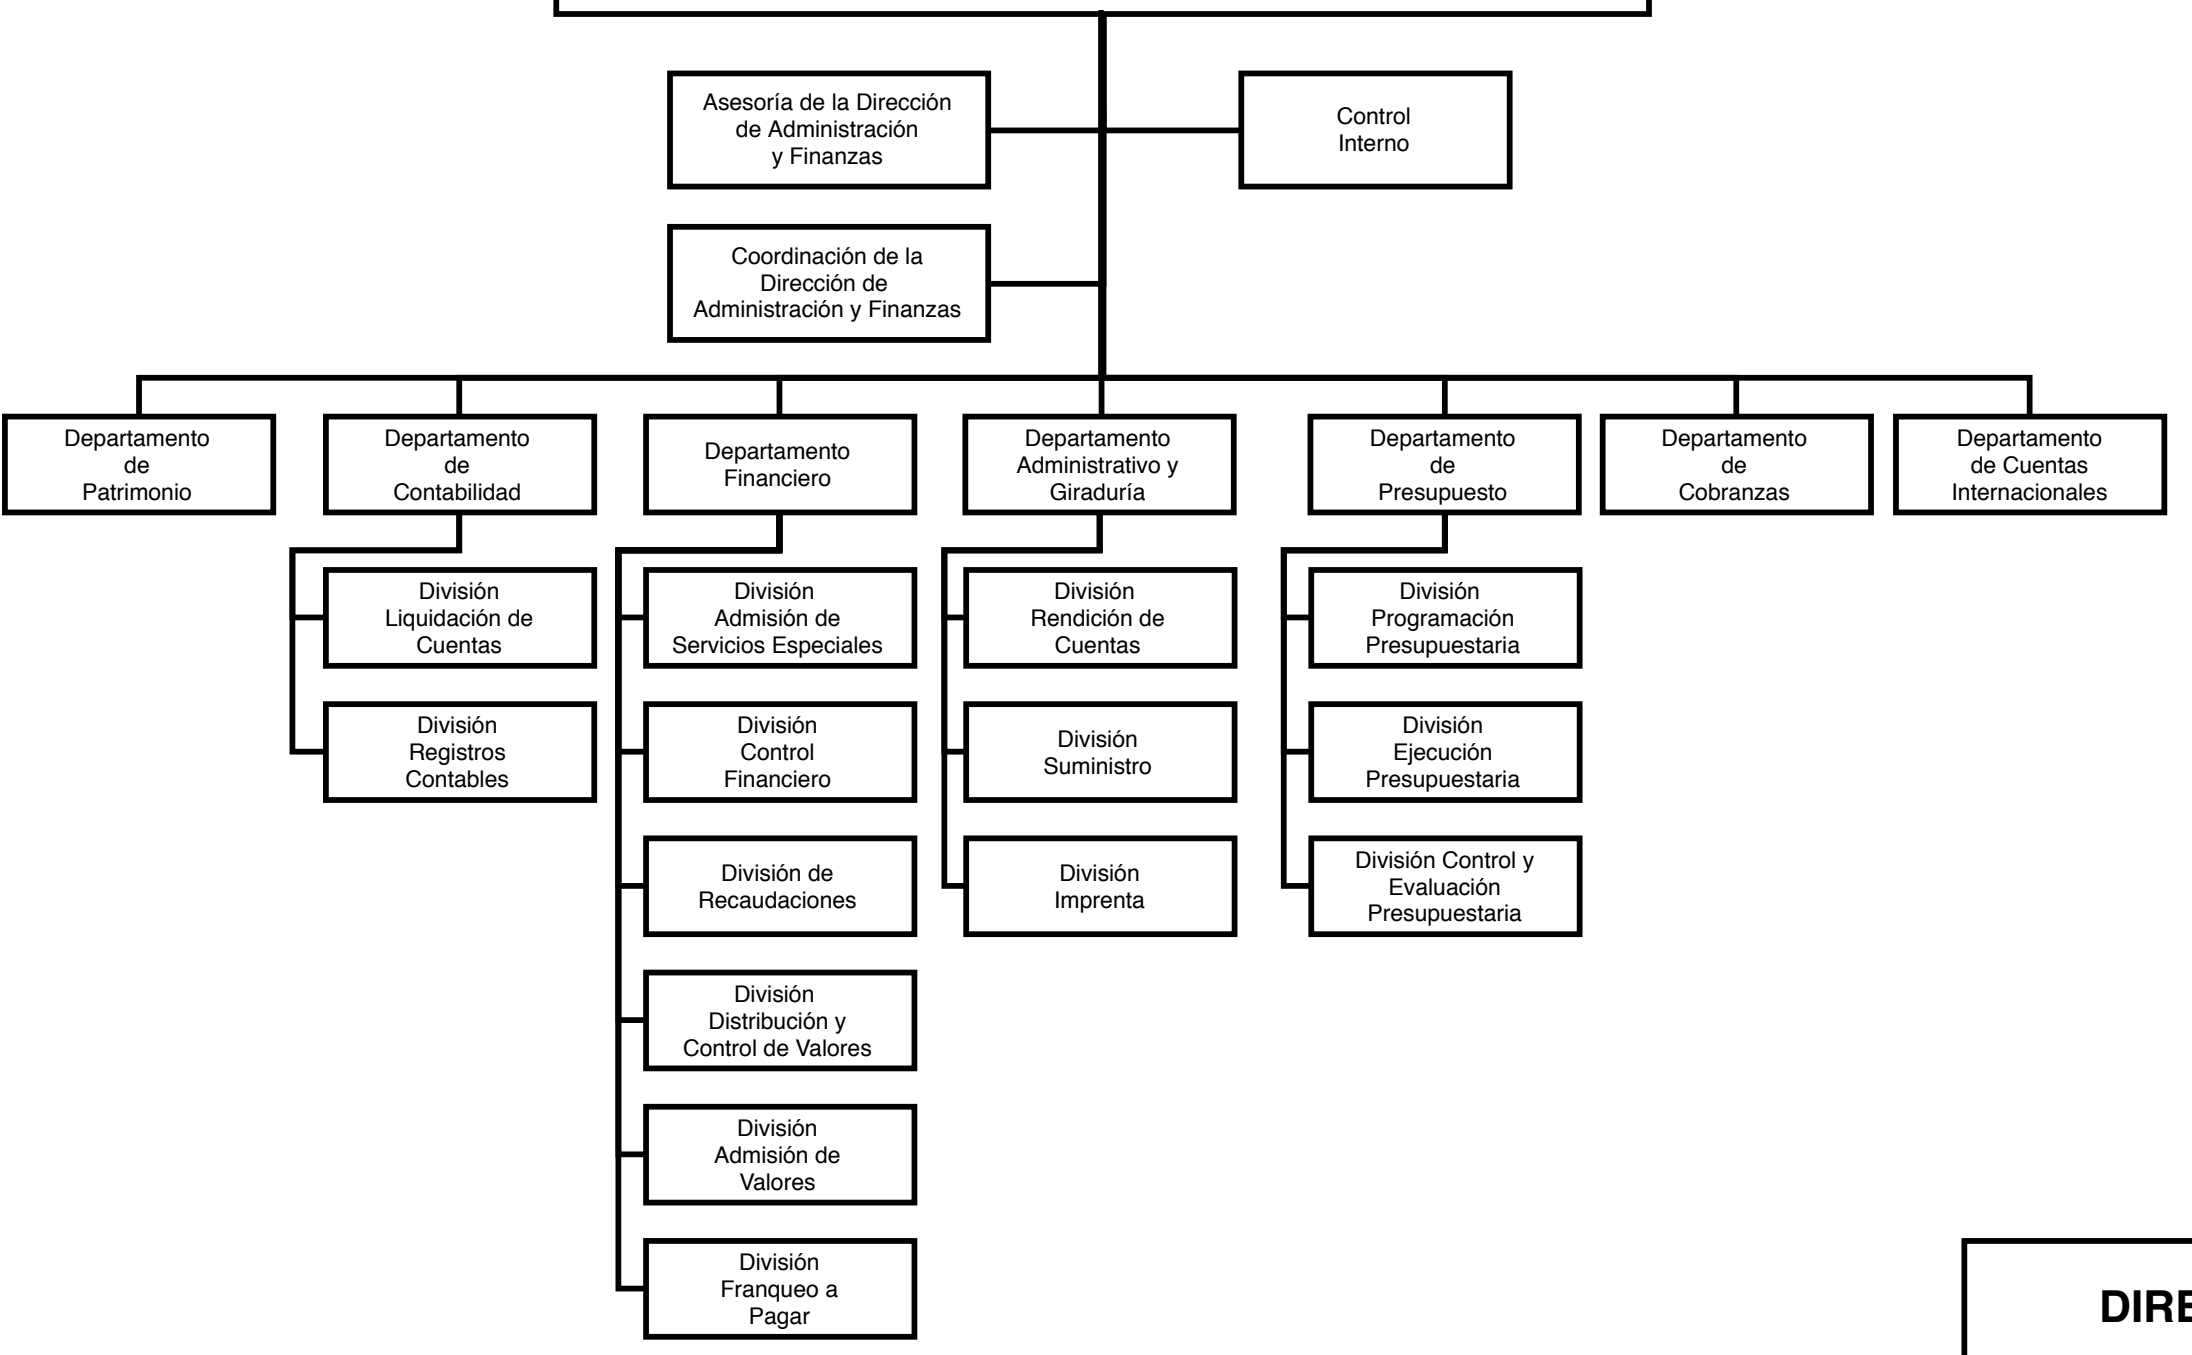 Asesoría de la Dirección
de Administración
y Finanzas
Control
Interno
Coordinación de la
Dirección de
Administración y Finanzas
Departamento
de
Patrimonio
Departamento
de
Contabilidad
Departamento
Financiero
Departamento
Administrativo y
Giraduría
Departamento
de
Presupuesto
Departamento
de
Cobranzas
Departamento
de Cuentas
Internacionales
División
Liquidación de
Cuentas
División
Registros
Contables
División
Admisión de
Servicios Especiales
División
Control
Financiero
División de
Recaudaciones
División
Distribución y
Control de Valores
División
Admisión de
Valores
División
Franqueo a
Pagar
División
Rendición de
Cuentas
División
Suministro
División
Imprenta
División
Programación
Presupuestaria
División
Ejecución
Presupuestaria
División Control y
Evaluación
Presupuestaria